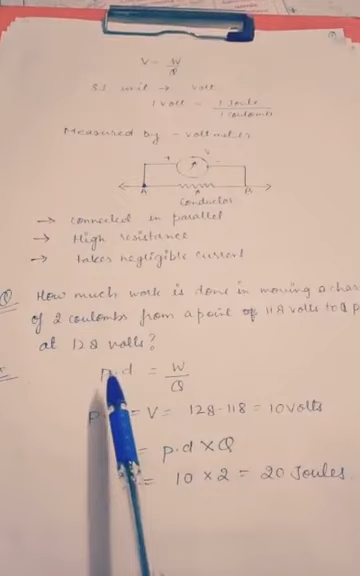 V = W/Q
S.I unit → volt
1 volt = 1 Joule / 1 Coulomb
Measured by - voltmeter
+ V -
A R B
Conductor
→ connected in parallel
→ High resistance
→ takes negligible current
Q. How much work is done in moving a char
of 2 coulombs from a point of 118 volts to a p
at 128 volts?
p.d = W/Q
p. = V = 128-118 = 10 volts
= p.d × Q
= 10 × 2 = 20 Joules.